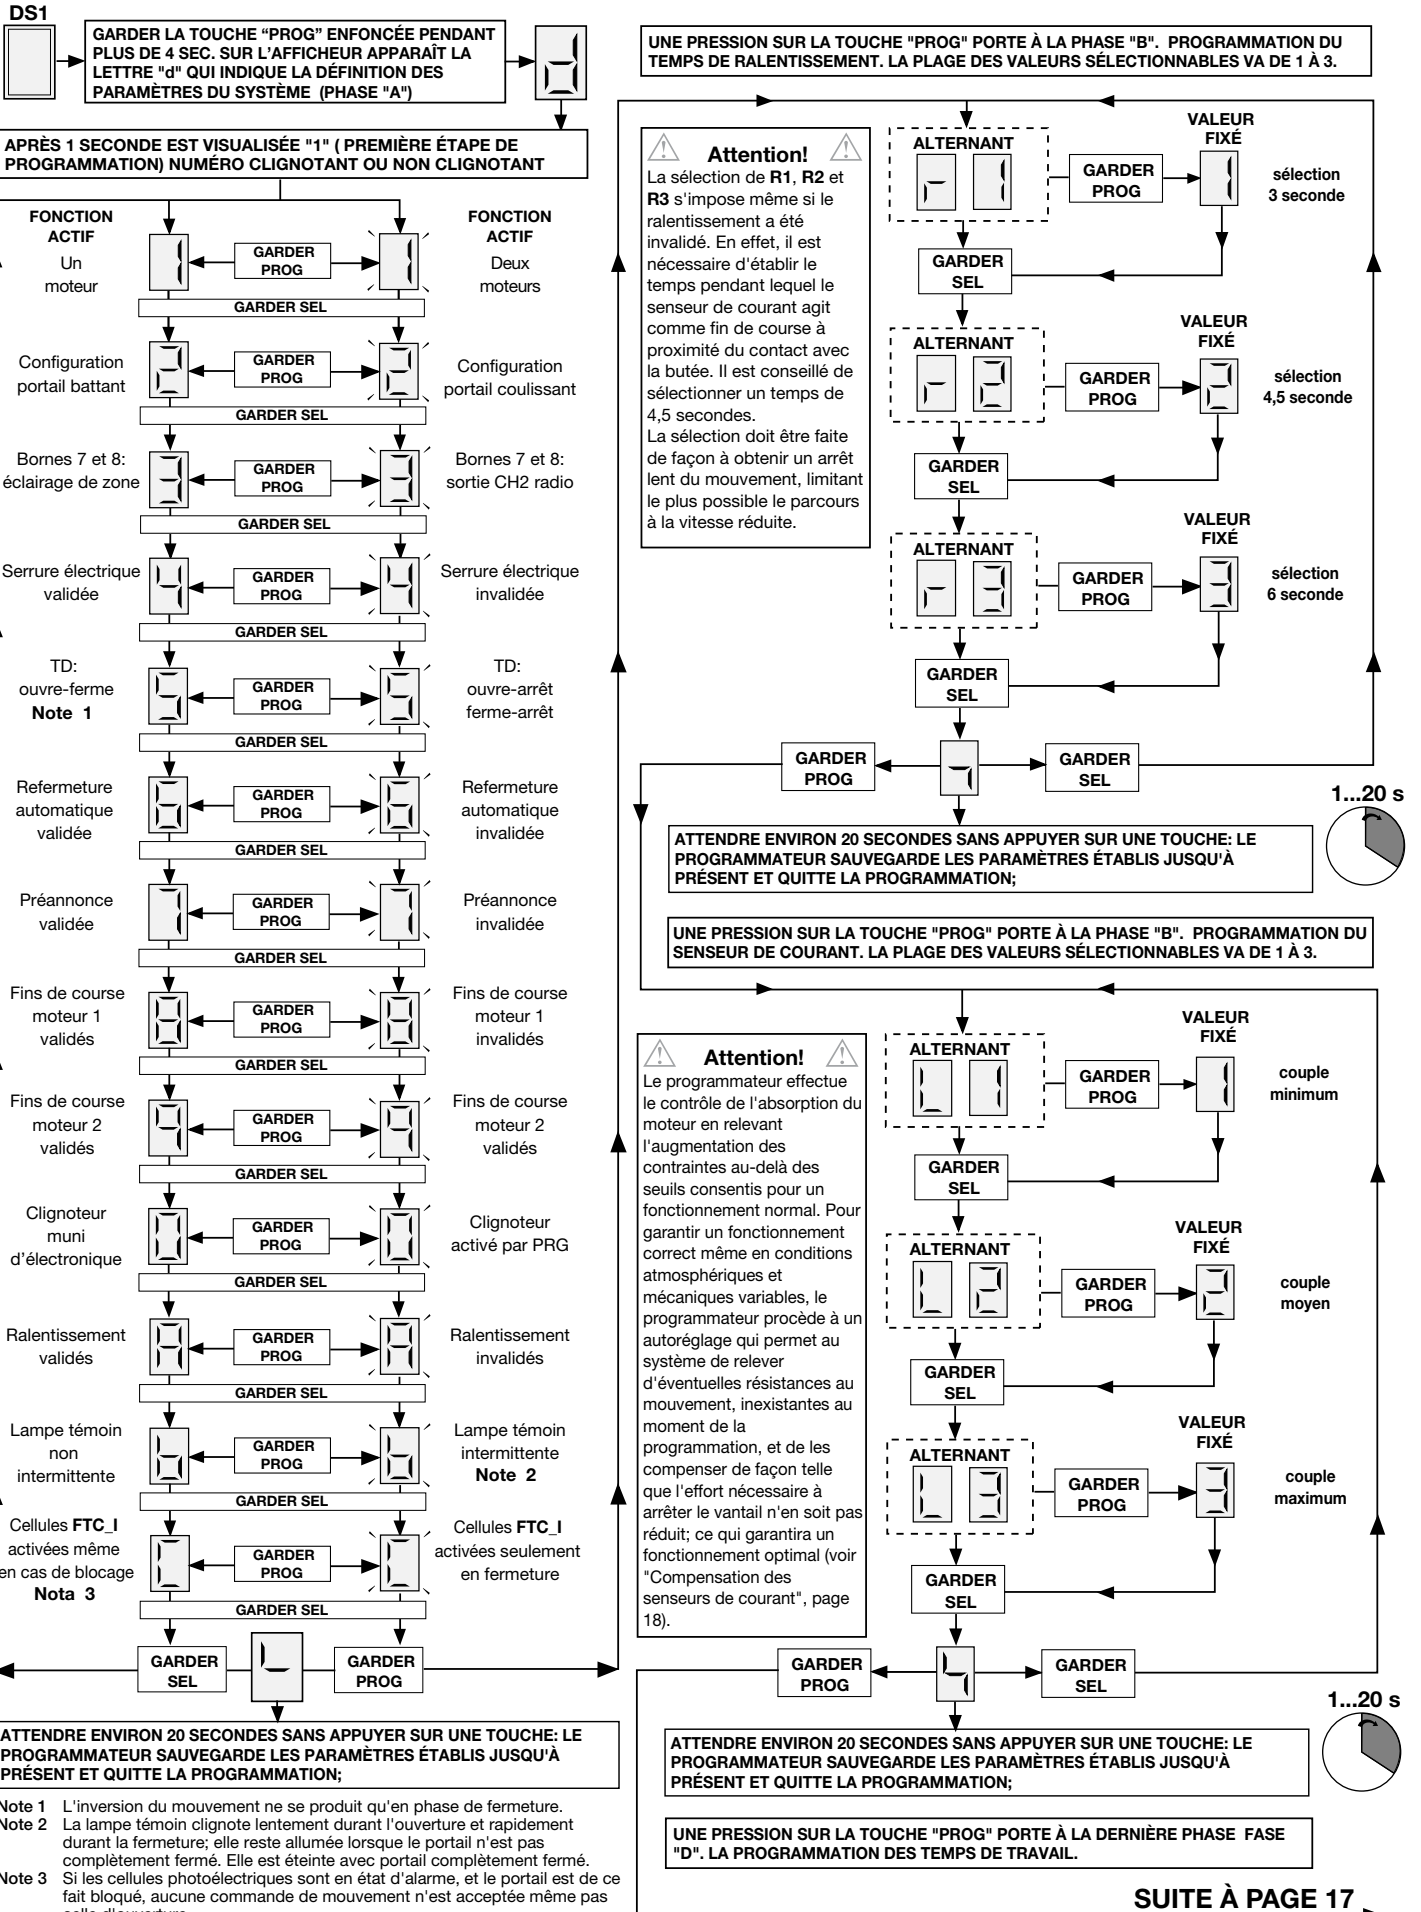 DS1
GARDER LA TOUCHE “PROG” ENFONCÉE PENDANT
PLUS DE 4 SEC. SUR L’AFFICHEUR APPARAÎT LA
LETTRE "d" QUI INDIQUE LA DÉFINITION DES
PARAMÈTRES DU SYSTÈME (PHASE "A")
d
APRÈS 1 SECONDE EST VISUALISÉE "1" ( PREMIÈRE ÉTAPE DE
PROGRAMMATION) NUMÉRO CLIGNOTANT OU NON CLIGNOTANT
FONCTION
ACTIF
FONCTION
ACTIF
Un
moteur
1
GARDER
PROG
1
Deux
moteurs
GARDER SEL
Configuration
portail battant
2
GARDER
PROG
2
Configuration
portail coulissant
GARDER SEL
Bornes 7 et 8:
éclairage de zone
3
GARDER
PROG
3
Bornes 7 et 8:
sortie CH2 radio
GARDER SEL
Serrure électrique
validée
4
GARDER
PROG
4
Serrure électrique
invalidée
GARDER SEL
TD:
ouvre-ferme
Note 1
5
GARDER
PROG
5
TD:
ouvre-arrêt
ferme-arrêt
GARDER SEL
Refermeture
automatique
validée
6
GARDER
PROG
6
Refermeture
automatique
invalidée
GARDER SEL
Préannonce
validée
7
GARDER
PROG
7
Préannonce
invalidée
GARDER SEL
Fins de course
moteur 1
validés
8
GARDER
PROG
8
Fins de course
moteur 1
invalidés
GARDER SEL
Fins de course
moteur 2
validés
9
GARDER
PROG
9
Fins de course
moteur 2
validés
GARDER SEL
Clignoteur
muni
d’électronique
0
GARDER
PROG
0
Clignoteur
activé par PRG
GARDER SEL
Ralentissement
validés
A
GARDER
PROG
A
Ralentissement
invalidés
GARDER SEL
Lampe témoin
non
intermittente
b
GARDER
PROG
b
Lampe témoin
intermittente
Note 2
GARDER SEL
Cellules FTC_I
activées même
en cas de blocage
Nota 3
C
GARDER
PROG
C
Cellules FTC_I
activées seulement
en fermeture
GARDER SEL
GARDER
SEL
GARDER
PROG
ATTENDRE ENVIRON 20 SECONDES SANS APPUYER SUR UNE TOUCHE: LE
PROGRAMMATEUR SAUVEGARDE LES PARAMÈTRES ÉTABLIS JUSQU'À
PRÉSENT ET QUITTE LA PROGRAMMATION;
Note 1 L'inversion du mouvement ne se produit qu'en phase de fermeture.
Note 2 La lampe témoin clignote lentement durant l'ouverture et rapidement
durant la fermeture; elle reste allumée lorsque le portail n'est pas
complètement fermé. Elle est éteinte avec portail complètement fermé.
Note 3 Si les cellules photoélectriques sont en état d'alarme, et le portail est de ce
fait bloqué, aucune commande de mouvement n'est acceptée même pas
UNE PRESSION SUR LA TOUCHE "PROG" PORTE À LA PHASE "B". PROGRAMMATION DU
TEMPS DE RALENTISSEMENT. LA PLAGE DES VALEURS SÉLECTIONNABLES VA DE 1 À 3.
Attention!
La sélection de R1, R2 et
R3 s'impose même si le
ralentissement a été
invalidé. En effet, il est
nécessaire d'établir le
temps pendant lequel le
senseur de courant agit
comme fin de course à
proximité du contact avec
la butée. Il est conseillé de
sélectionner un temps de
4,5 secondes.
La sélection doit être faite
de façon à obtenir un arrêt
lent du mouvement, limitant
le plus possible le parcours
à la vitesse réduite.
ALTERNANT
r 1
GARDER
PROG
VALEUR
FIXÉ
1
sélection
3 seconde
GARDER
SEL
ALTERNANT
r 2
GARDER
PROG
VALEUR
FIXÉ
2
sélection
4,5 seconde
GARDER
SEL
ALTERNANT
r 3
GARDER
PROG
VALEUR
FIXÉ
3
sélection
6 seconde
GARDER
SEL
GARDER
PROG
GARDER
SEL
1...20 s
ATTENDRE ENVIRON 20 SECONDES SANS APPUYER SUR UNE TOUCHE: LE
PROGRAMMATEUR SAUVEGARDE LES PARAMÈTRES ÉTABLIS JUSQU'À
PRÉSENT ET QUITTE LA PROGRAMMATION;
UNE PRESSION SUR LA TOUCHE "PROG" PORTE À LA PHASE "B". PROGRAMMATION DU
SENSEUR DE COURANT. LA PLAGE DES VALEURS SÉLECTIONNABLES VA DE 1 À 3.
Attention!
Le programmateur effectue
le contrôle de l'absorption du
moteur en relevant
l'augmentation des
contraintes au-delà des
seuils consentis pour un
fonctionnement normal. Pour
garantir un fonctionnement
correct même en conditions
atmosphériques et
mécaniques variables, le
programmateur procède à un
autoréglage qui permet au
système de relever
d'éventuelles résistances au
mouvement, inexistantes au
moment de la
programmation, et de les
compenser de façon telle
que l'effort nécessaire à
arrêter le vantail n'en soit pas
réduit; ce qui garantira un
fonctionnement optimal (voir
"Compensation des
senseurs de courant", page
18).
ALTERNANT
L 1
GARDER
PROG
VALEUR
FIXÉ
1
couple
minimum
GARDER
SEL
ALTERNANT
L 2
GARDER
PROG
VALEUR
FIXÉ
2
couple
moyen
GARDER
SEL
ALTERNANT
L 3
GARDER
PROG
VALEUR
FIXÉ
3
couple
maximum
GARDER
SEL
GARDER
PROG
GARDER
SEL
1...20 s
ATTENDRE ENVIRON 20 SECONDES SANS APPUYER SUR UNE TOUCHE: LE
PROGRAMMATEUR SAUVEGARDE LES PARAMÈTRES ÉTABLIS JUSQU'À
PRÉSENT ET QUITTE LA PROGRAMMATION;
UNE PRESSION SUR LA TOUCHE "PROG" PORTE À LA DERNIÈRE PHASE FASE
"D". LA PROGRAMMATION DES TEMPS DE TRAVAIL.
SUITE À PAGE 17